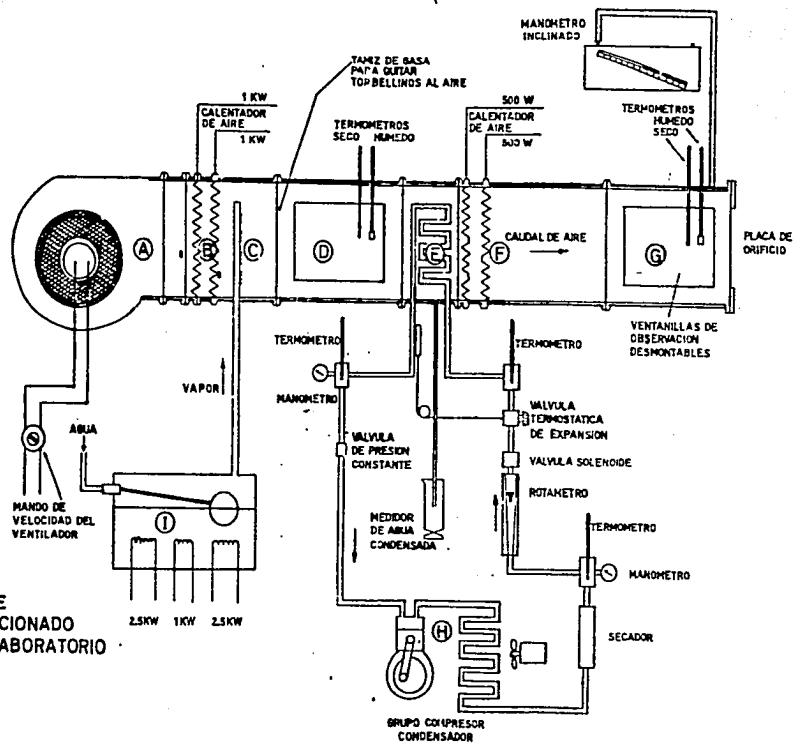 MANOMETRO
INCLINADO
TAMIZ DE GASA
PARA QUITAR
TORBELLINOS AL AIRE
1 KW
CALENTADOR
DE AIRE
1 KW
TERMOMETROS
SECO HUMEDO
500 W
CALENTADOR
DE AIRE
500 W
TERMOMETROS
HUMEDO
SECO
A
B
C
D
E
F
CAUDAL DE AIRE
G
PLACA DE
ORIFICIO
VENTANILLAS DE
OBSERVACION
DESMONTABLES
TERMOMETRO
MANOMETRO
TERMOMETRO
VAPOR
AGUA
VALVULA
TERMOSTATICA
DE EXPANSION
VALVULA
DE PRESION
CONSTANTE
VALVULA SOLENOIDE
ROTAMETRO
MANDO DE
VELOCIDAD DEL
VENTILADOR
I
MEDIDOR
DE AGUA
CONDENSADA
TERMOMETRO
MANOMETRO
2.5KW 1KW 2.5KW
E
CIONADO
ABORATORIO
H
SECADOR
GRUPO COMPRESOR
CONDENSADOR